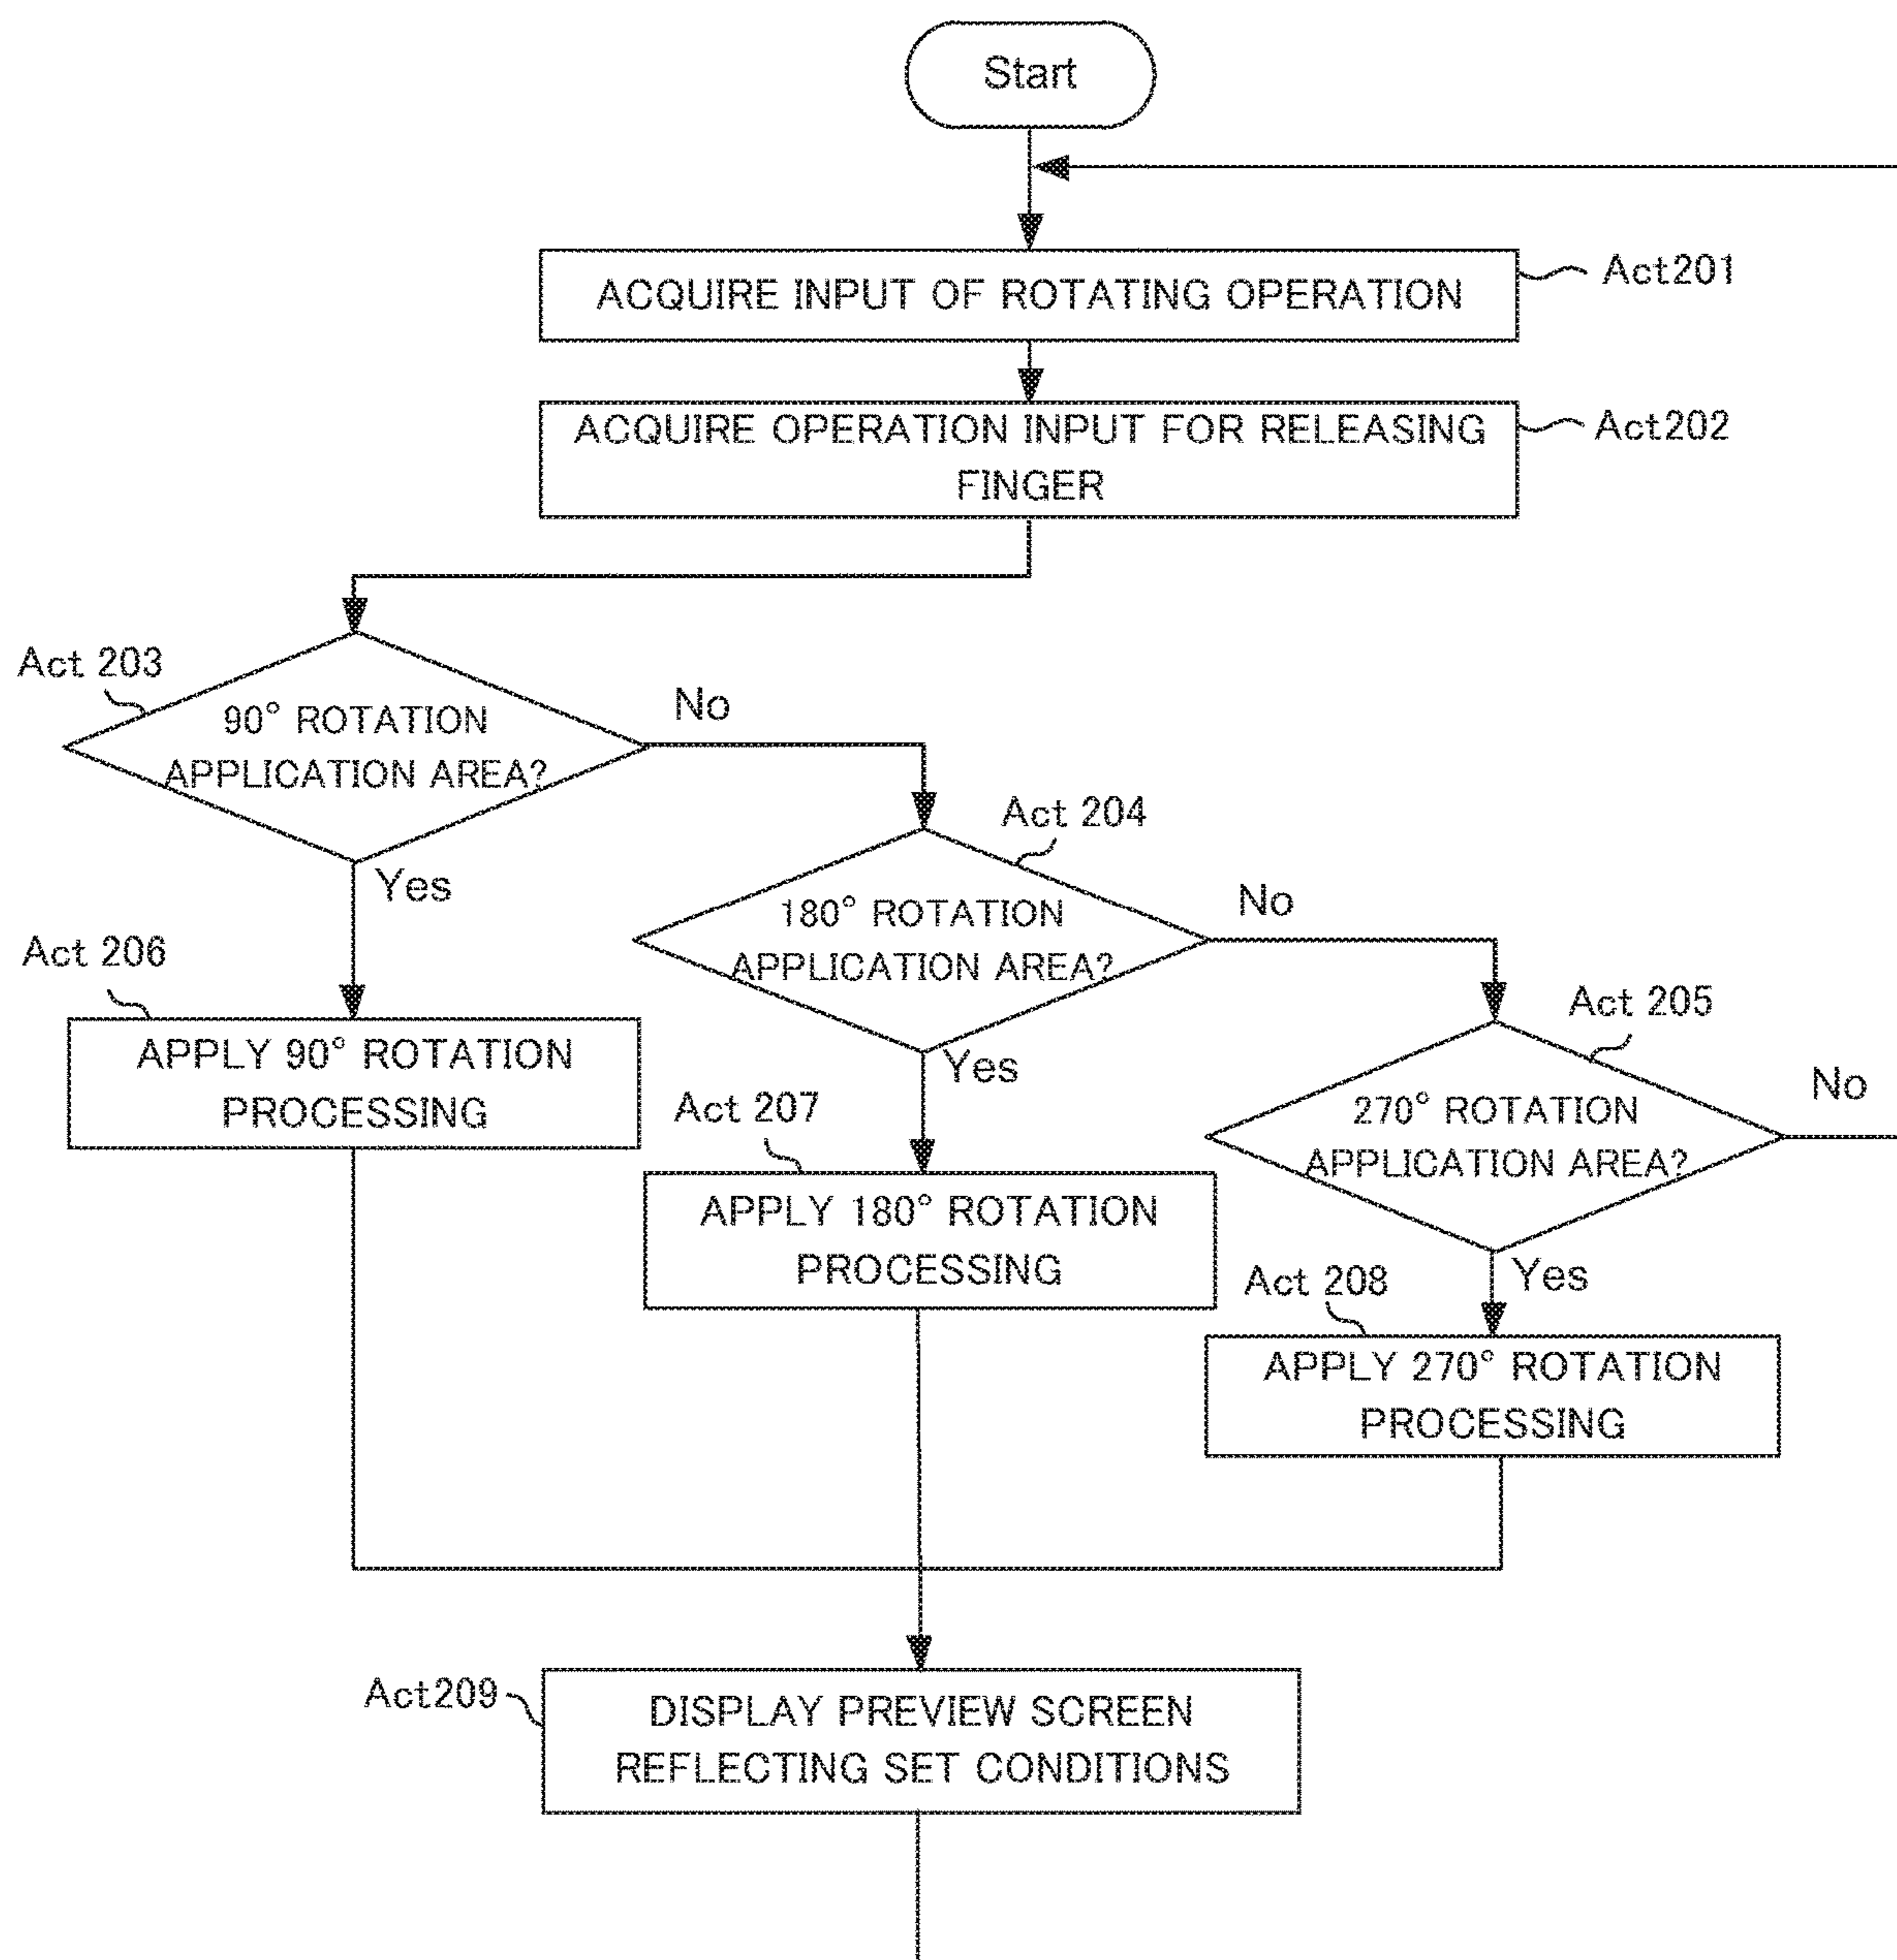 Start
ACQUIRE INPUT OF ROTATING OPERATION
Act201
ACQUIRE OPERATION INPUT FOR RELEASING
FINGER
Act202
Act 203
90° ROTATION
APPLICATION AREA?
No
Yes
Act 204
180° ROTATION
APPLICATION AREA?
No
Yes
Act 205
270° ROTATION
APPLICATION AREA?
No
Yes
Act 206
APPLY 90° ROTATION
PROCESSING
Act 207
APPLY 180° ROTATION
PROCESSING
Act 208
APPLY 270° ROTATION
PROCESSING
Act209
DISPLAY PREVIEW SCREEN
REFLECTING SET CONDITIONS